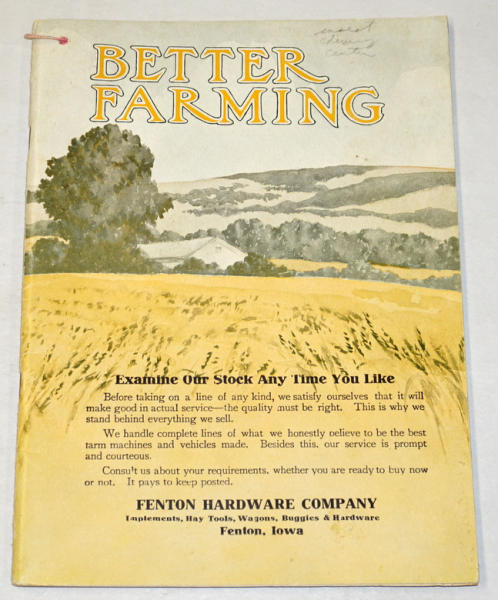 BETTER
FARMING
Examine Our Stock Any Time You Like
Before taking on a line of any kind, we satisfy ourselves that it will
make good in actual service—the quality must be right. This is why we
stand behind everything we sell.
We handle complete lines of what we honestly believe to be the best
farm machines and vehicles made. Besides this, our service is prompt
and courteous.
Consult us about your requirements, whether you are ready to buy now
or not. It pays to keep posted.
FENTON HARDWARE COMPANY
Implements, Hay Tools, Wagons, Buggies & Hardware
Fenton, Iowa